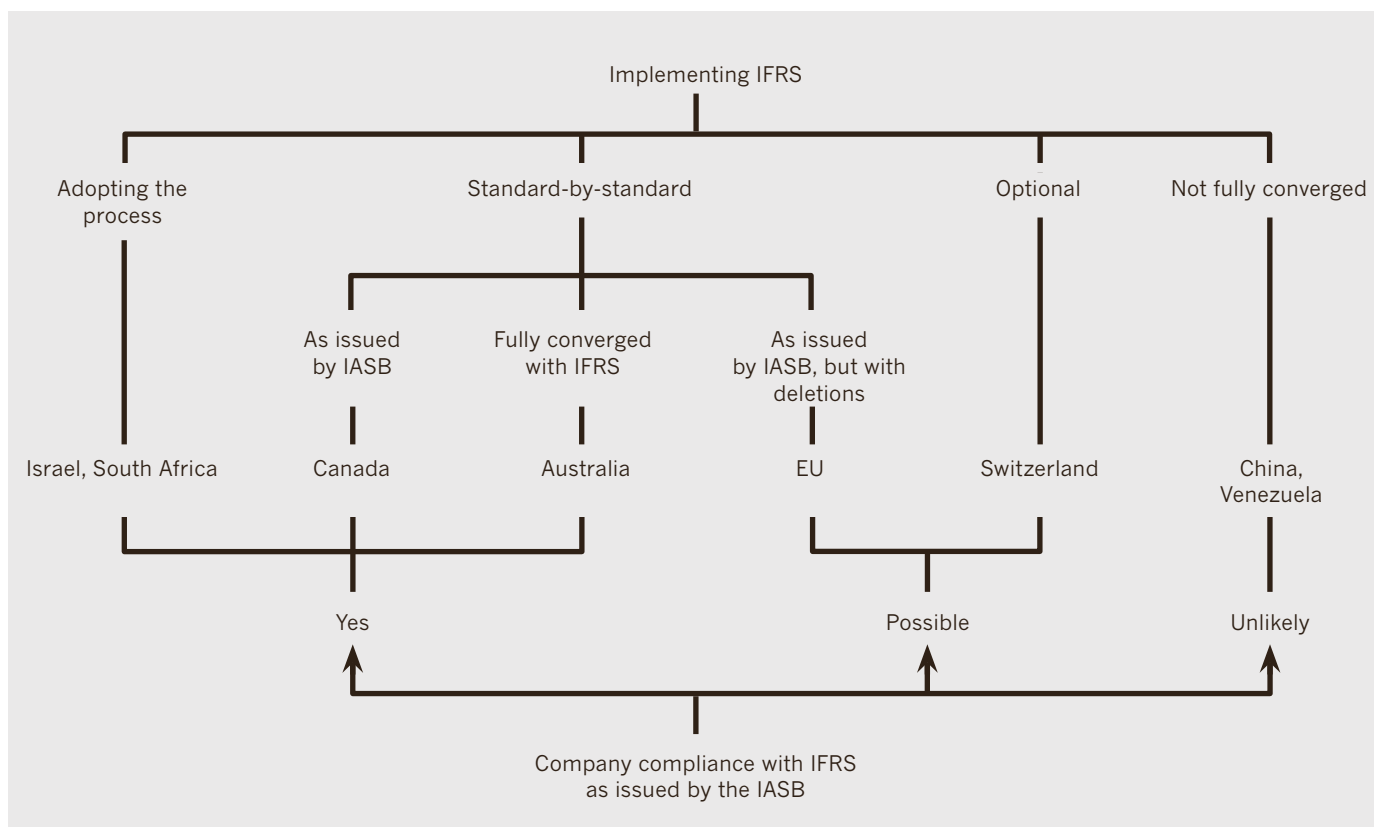 Implementing IFRS
Adopting the
process
Standard-by-standard
Optional
Not fully converged
As issued
by IASB
Fully converged
with IFRS
As issued
by IASB, but with
deletions
Israel, South Africa
Canada
Australia
EU
Switzerland
China,
Venezuela
Yes
Possible
Unlikely
Company compliance with IFRS
as issued by the IASB